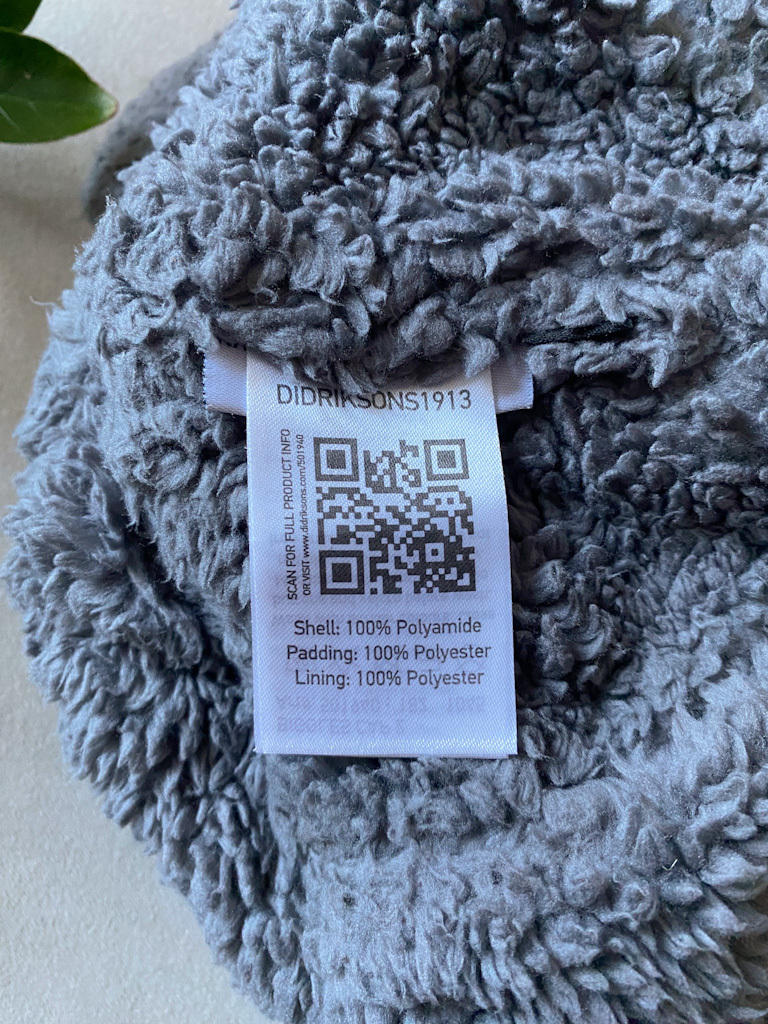 DIDRIKSONS1913
SCAN FOR FULL PRODUCT INFO
OR VISIT www.didriksons.com/501940
Shell: 100% Polyamide
Padding: 100% Polyester
Lining: 100% Polyester